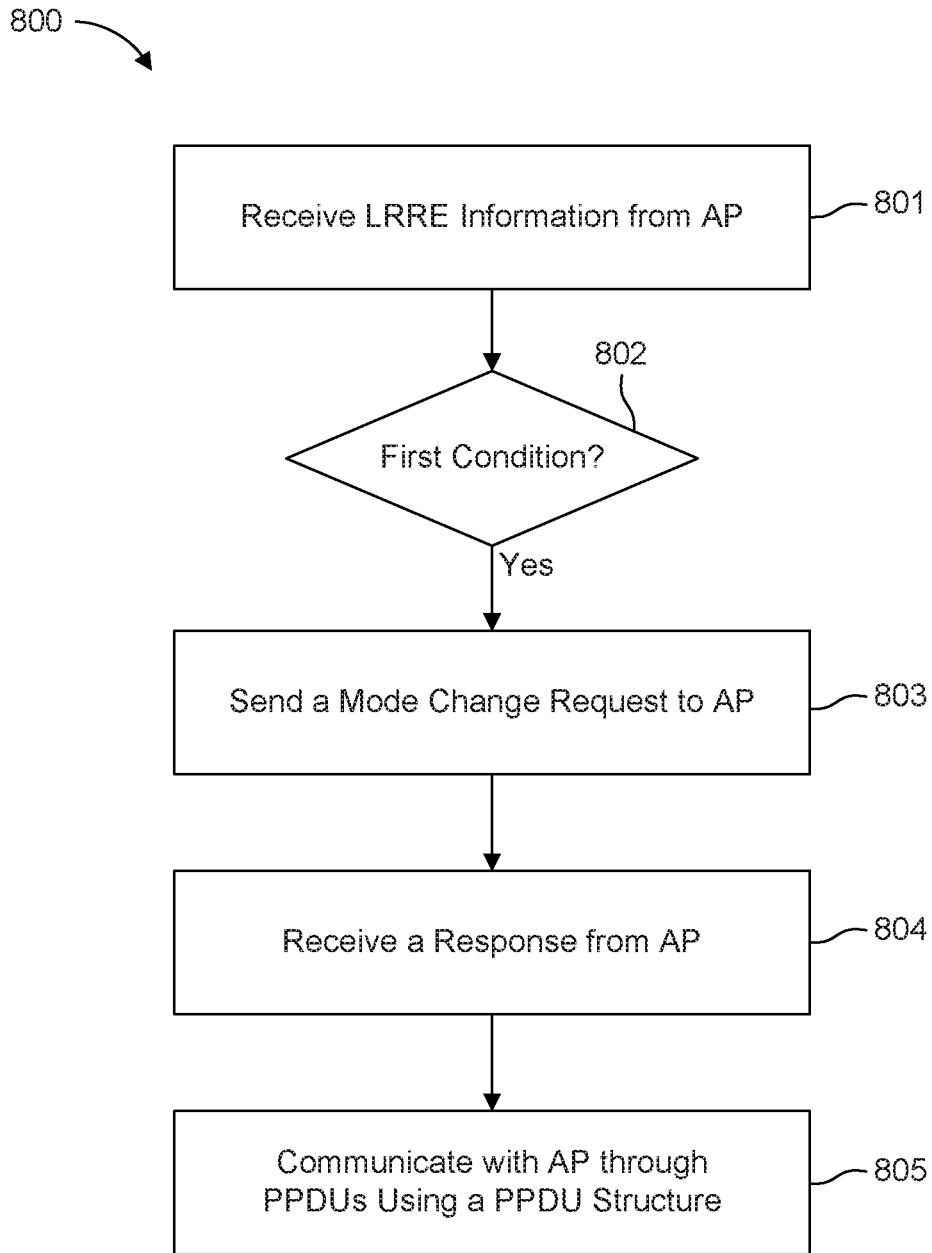 800
Receive LRRE Information from AP
801
802
First Condition?
Yes
Send a Mode Change Request to AP
803
Receive a Response from AP
804
Communicate with AP through
PPDUs Using a PPDU Structure
805